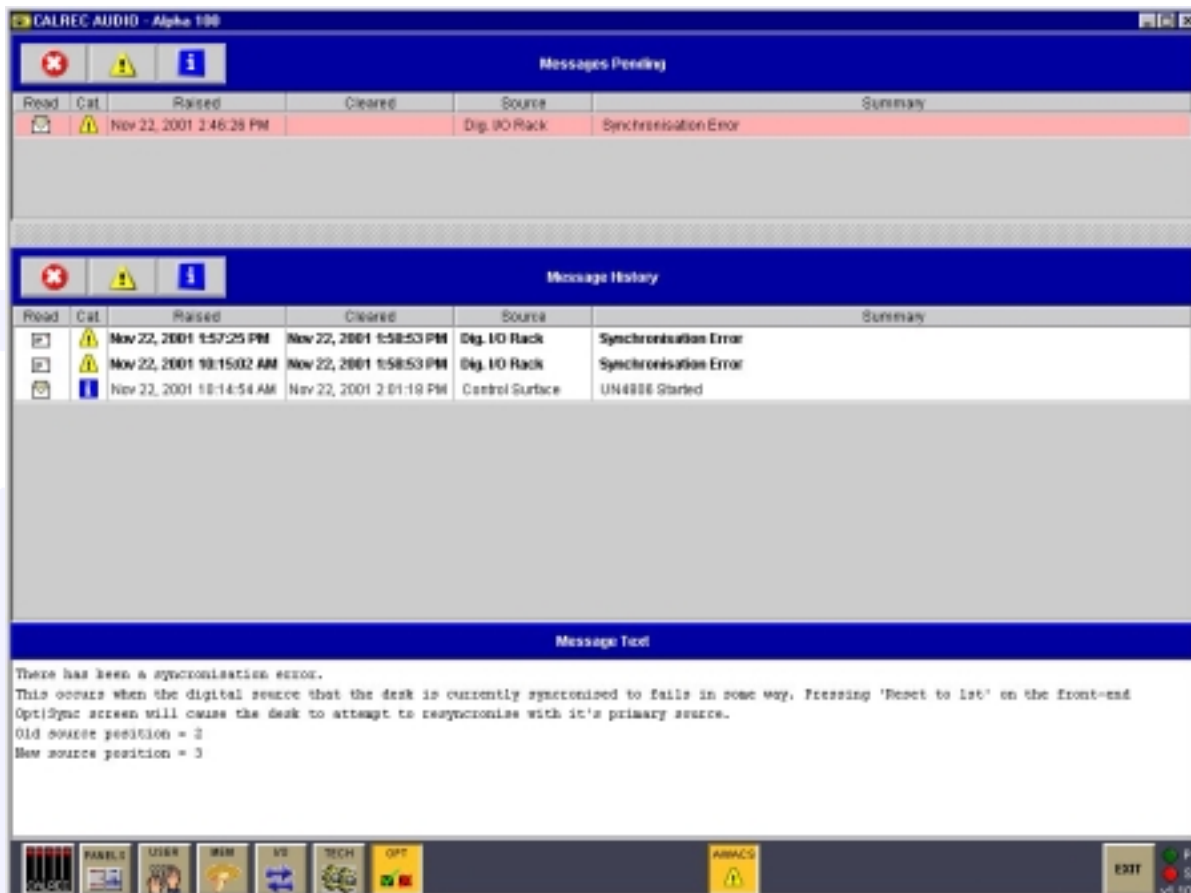 CALREC AUDIO - Alpha 100
Messages Pending
Read Cat Raised Cleared Source Summary
Nov 22, 2001 2:46:26 PM Dig. I/O Rack Synchronisation Error
Message History
Read Cat Raised Cleared Source Summary
Nov 22, 2001 1:57:25 PM Nov 22, 2001 1:58:53 PM Dig. I/O Rack Synchronisation Error
Nov 22, 2001 10:15:02 AM Nov 22, 2001 1:58:53 PM Dig. I/O Rack Synchronisation Error
Nov 22, 2001 10:14:54 AM Nov 22, 2001 2:01:18 PM Control Surface UN4806 Started
Message Text
There has been a syncronisation error.
This occurs when the digital source that the desk is currently syncronised to fails in some way. Pressing 'Reset to 1st' on the front-end
Opt|Sync screen will cause the desk to attempt to resyncronise with it's primary source.
Old source position = 2
New source position = 3
CALREC PANELS USER MEM I/O TECH OPT AWACS EXIT